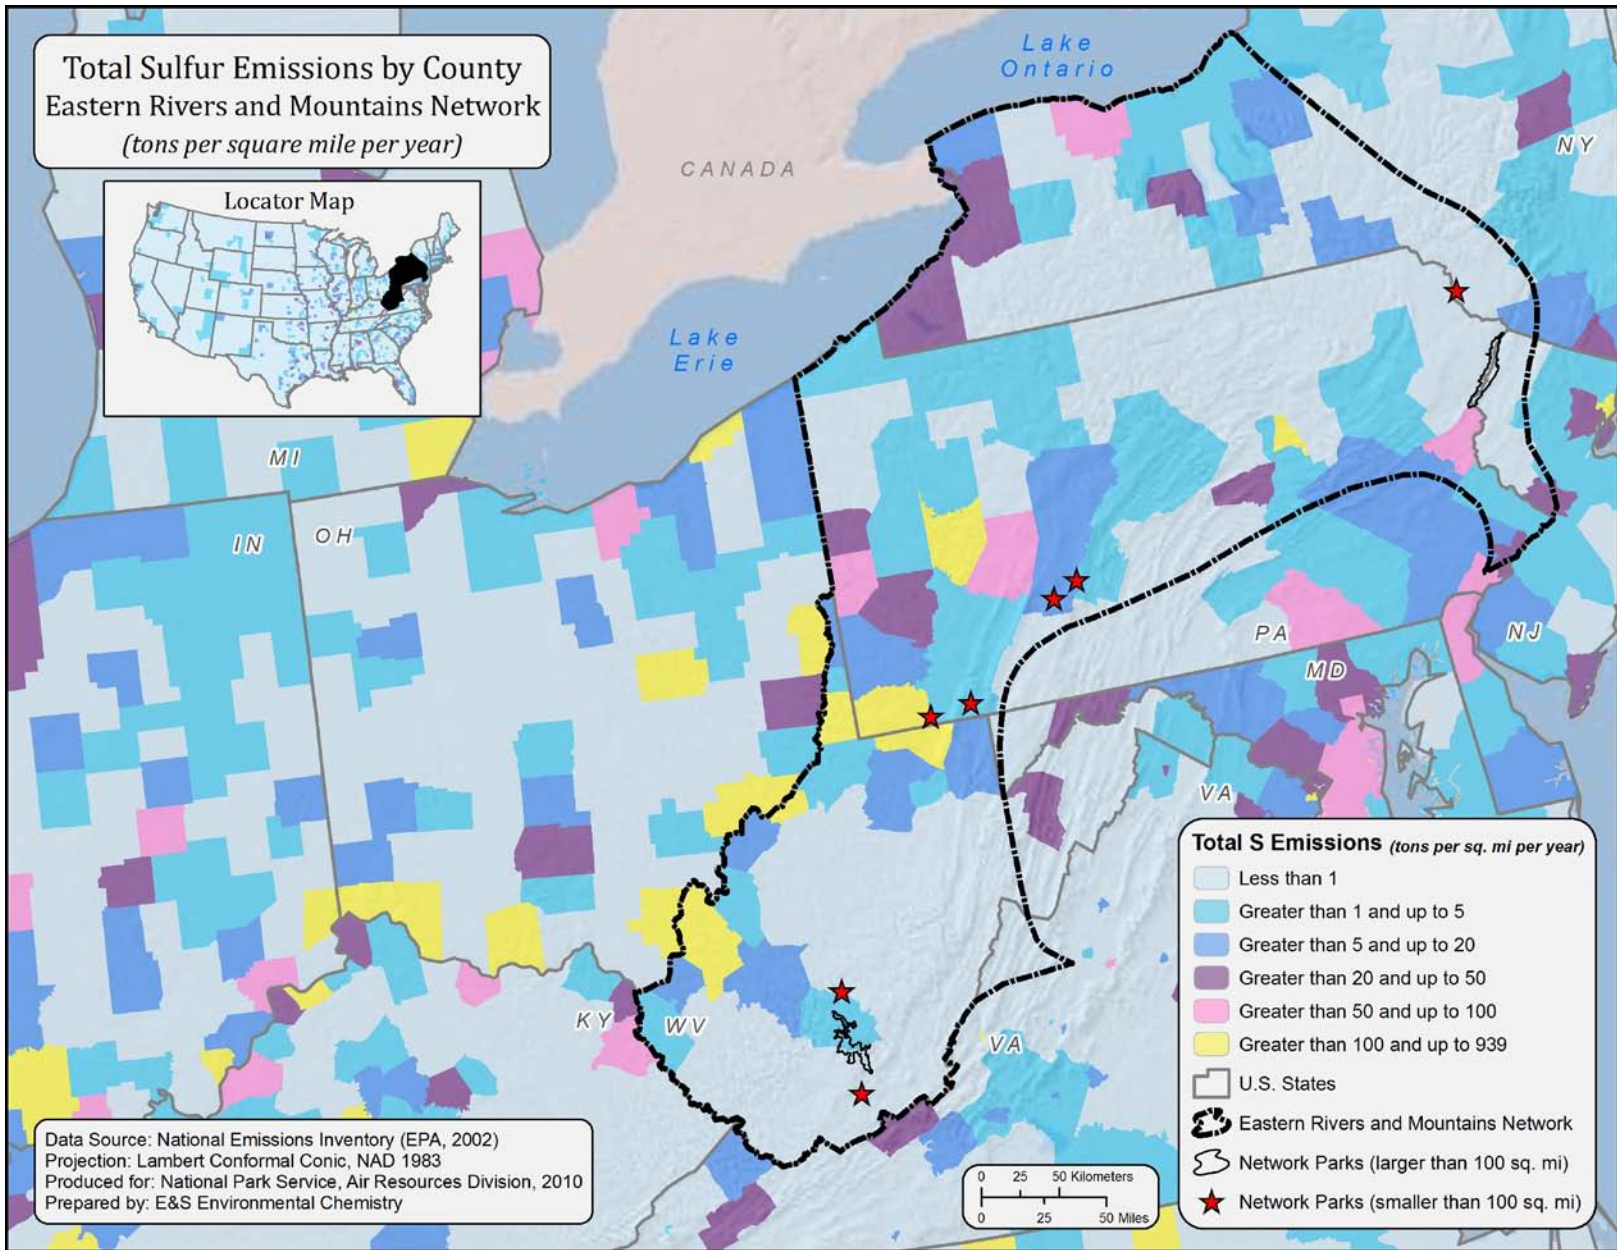 Total Sulfur Emissions by County
Eastern Rivers and Mountains Network
(tons per square mile per year)
Locator Map
Lake
Ontario
CANADA
NY
Lake
Erie
MI
IN
OH
PA
NJ
MD
VA
KY
WV
VA
Total S Emissions (tons per sq. mi per year)
Less than 1
Greater than 1 and up to 5
Greater than 5 and up to 20
Greater than 20 and up to 50
Greater than 50 and up to 100
Greater than 100 and up to 939
U.S. States
Eastern Rivers and Mountains Network
Network Parks (larger than 100 sq. mi)
Network Parks (smaller than 100 sq. mi)
Data Source: National Emissions Inventory (EPA, 2002)
Projection: Lambert Conformal Conic, NAD 1983
Produced for: National Park Service, Air Resources Division, 2010
Prepared by: E&S Environmental Chemistry
0 25 50 Kilometers
0 25 50 Miles